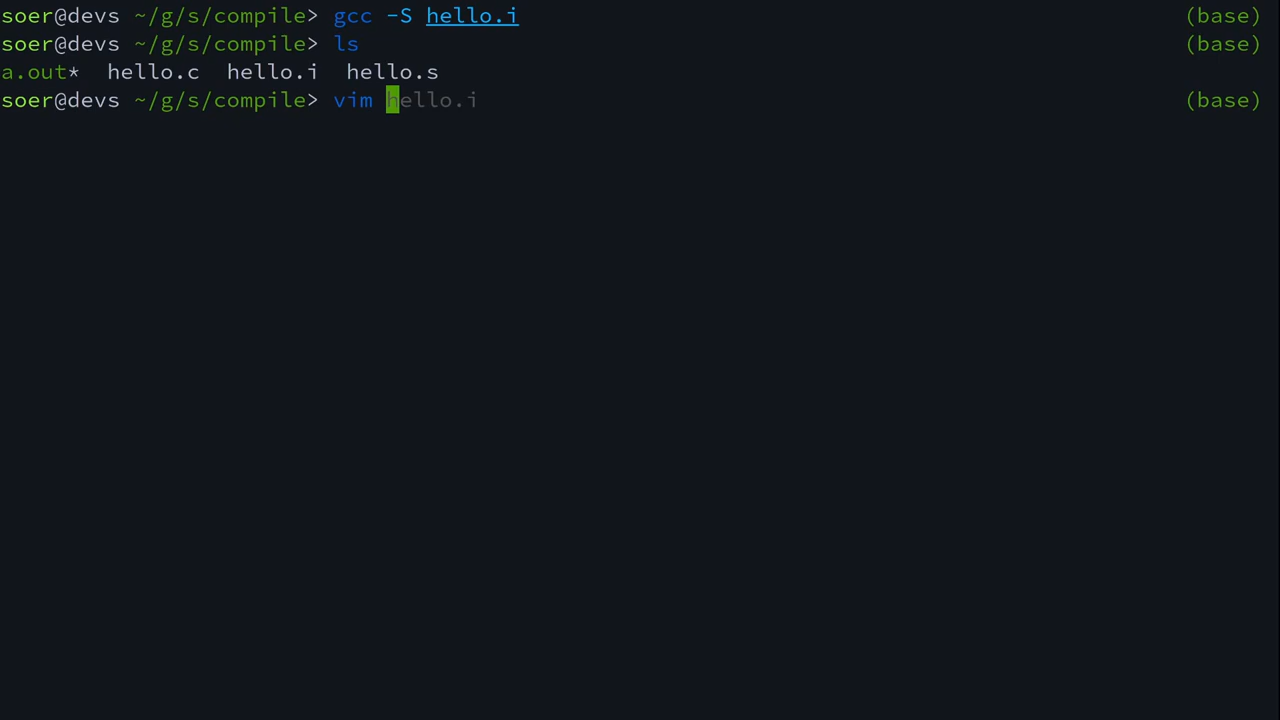 soer@devs ~/g/s/compile> gcc -S hello.i (base)
soer@devs ~/g/s/compile> ls (base)
a.out* hello.c hello.i hello.s
soer@devs ~/g/s/compile> vim hello.i (base)